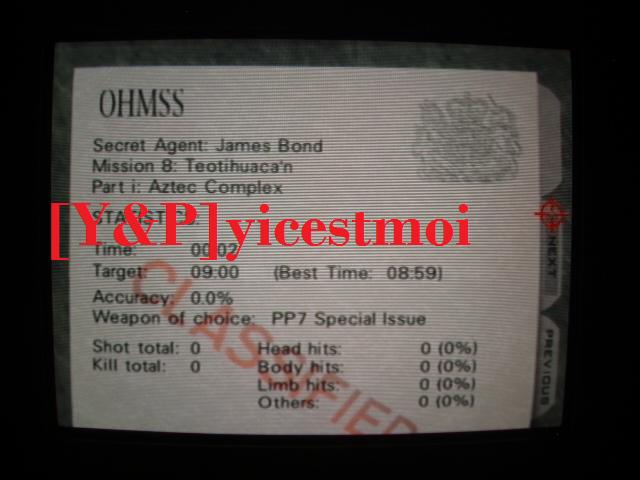 OHMSS
Secret Agent: James Bond
Mission 8: Teotihuaca'n
Part i: Aztec Complex
STATISTICS:
[Y&P]yicestmoi
Time: 00:02
Target: 09:00 (Best Time: 08:59)
Accuracy: 0.0%
Weapon of choice: PP7 Special Issue
Shot total: 0 Head hits: 0 (0%)
Kill total: 0 Body hits: 0 (0%)
Limb hits: 0 (0%)
Others: 0 (0%)
CLASSIFIED
NEXT
PREVIOUS